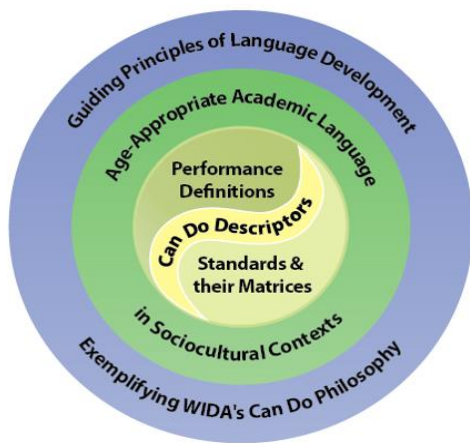 Guiding Principles of Language Development
Age-Appropriate Academic Language
Performance
Definitions
Can Do Descriptors
Standards &
their Matrices
in Sociocultural Contexts
Exemplifying WIDA's Can Do Philosophy